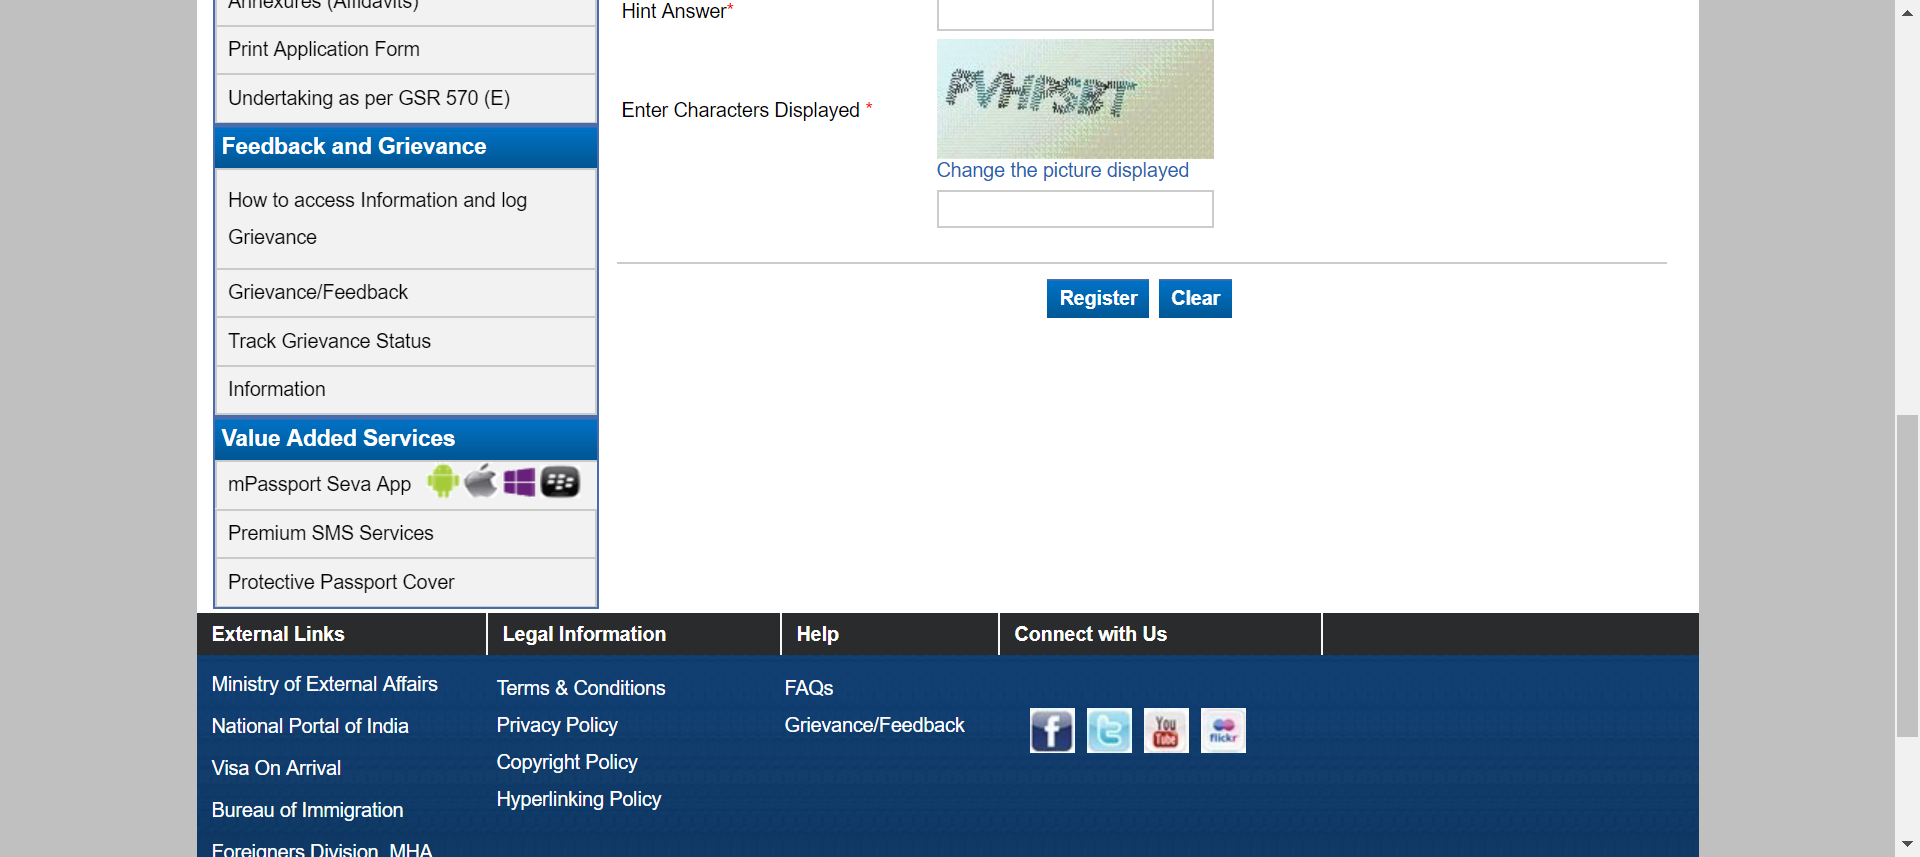 Annexures (Affidavits)
Print Application Form
Undertaking as per GSR 570 (E)
Feedback and Grievance
How to access Information and log
Grievance
Grievance/Feedback
Track Grievance Status
Information
Value Added Services
mPassport Seva App
Premium SMS Services
Protective Passport Cover
Hint Answer*
Enter Characters Displayed *
Change the picture displayed
Register Clear
External Links
Ministry of External Affairs
National Portal of India
Visa On Arrival
Bureau of Immigration
Foreigners Division, MHA
Legal Information
Terms & Conditions
Privacy Policy
Copyright Policy
Hyperlinking Policy
Help
FAQs
Grievance/Feedback
Connect with Us
You
Tube
flickr